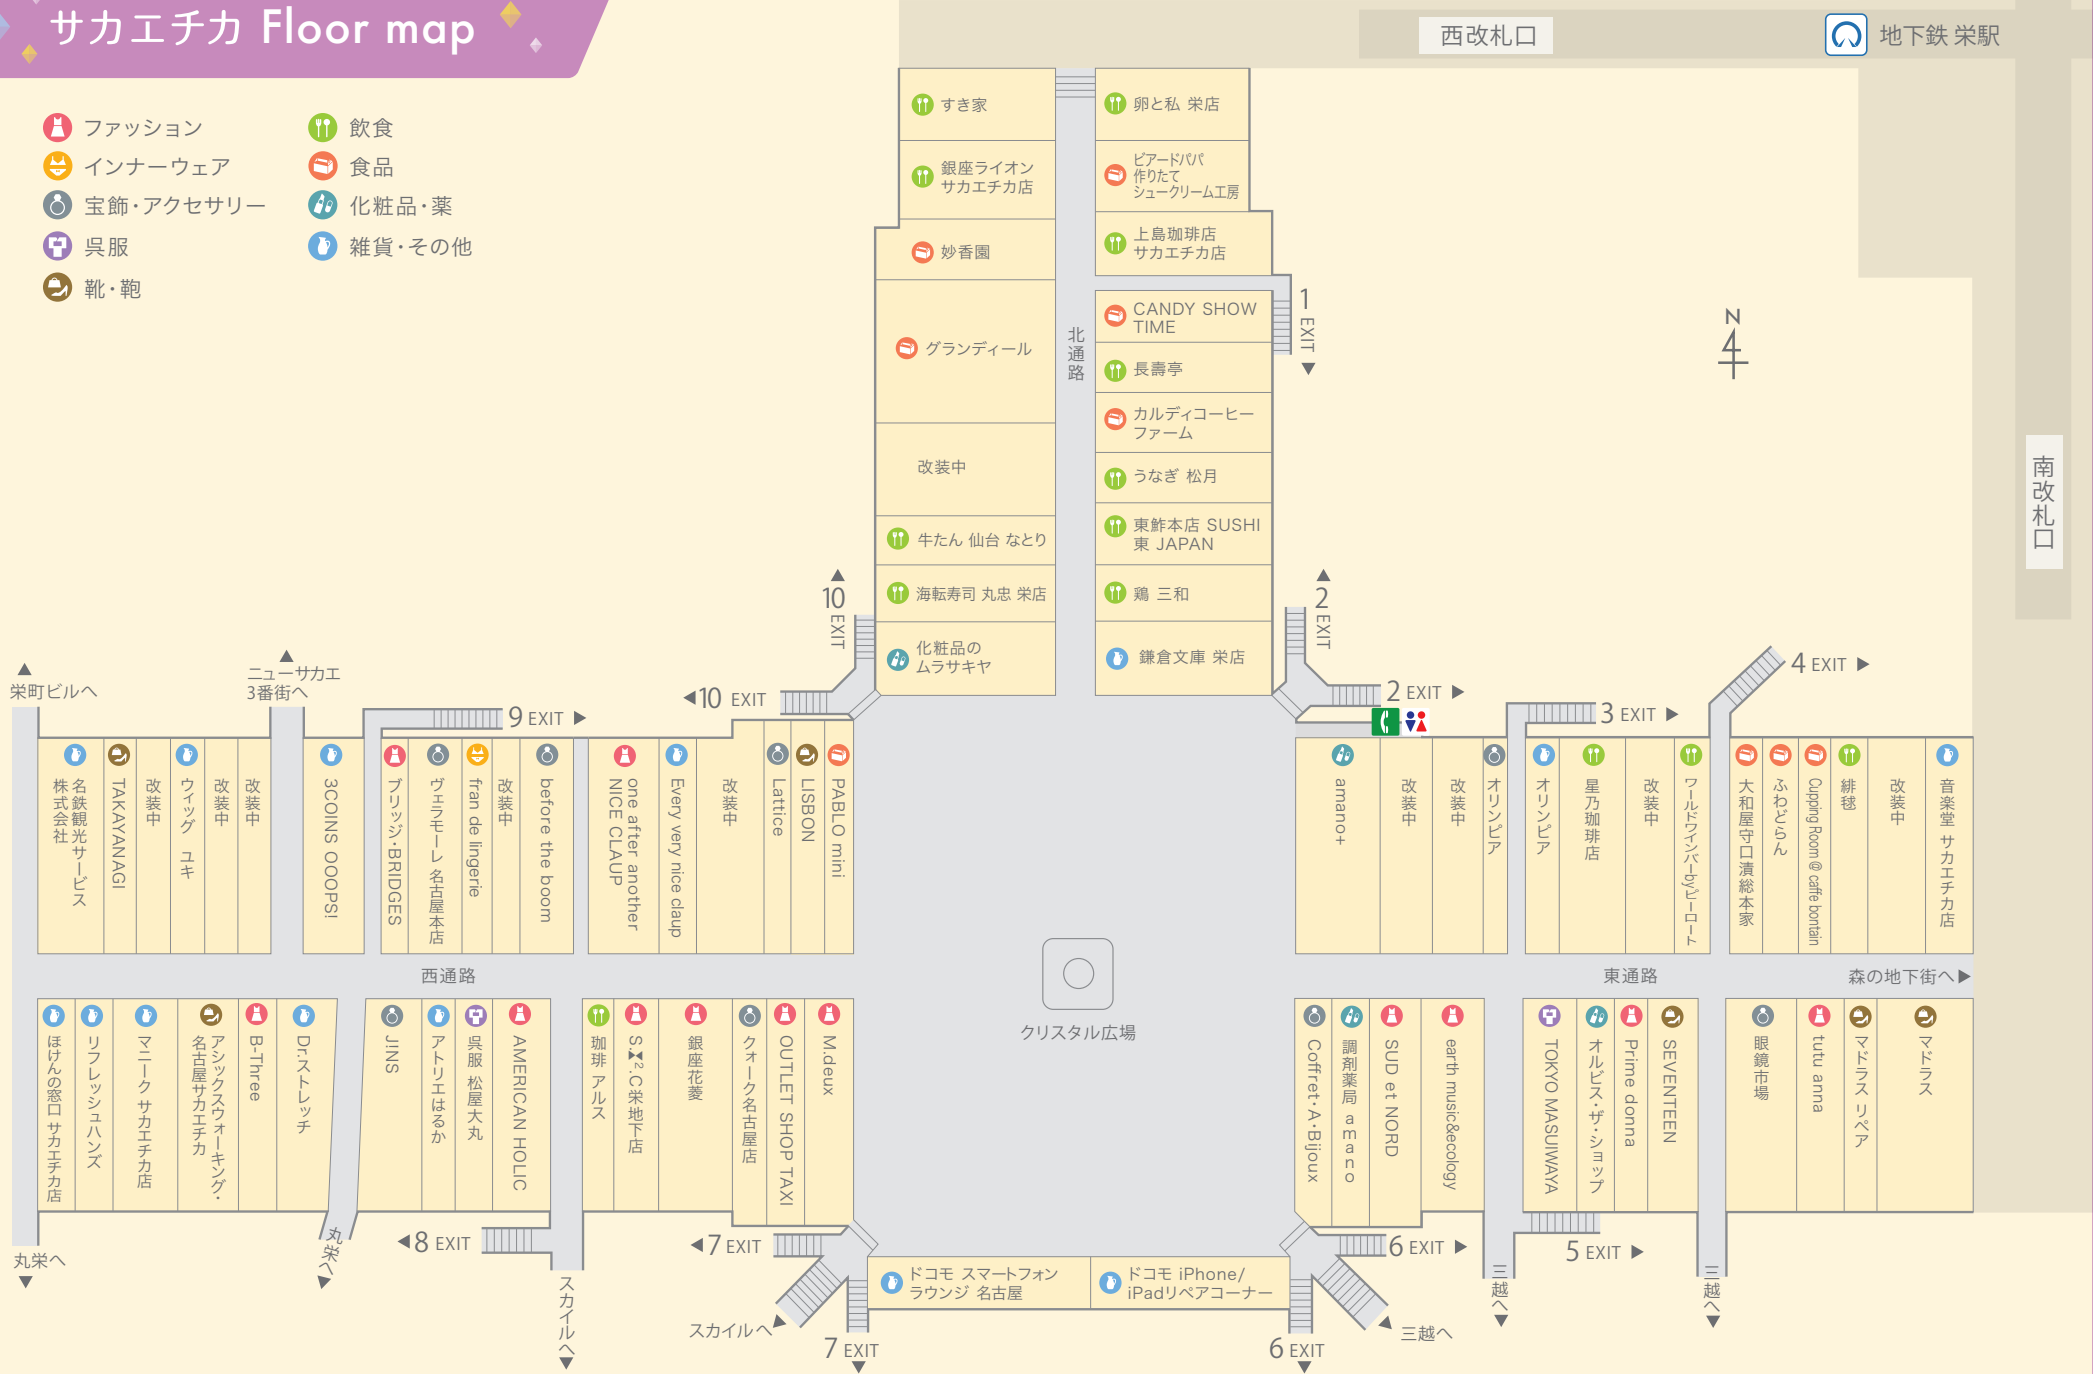 サカエチカ Floor map
ファッション
インナーウェア
宝飾・アクセサリー
呉服
靴・鞄
飲食
食品
化粧品・薬
雑貨・その他
西改札口
地下鉄 栄駅
南改札口
N
すき家
銀座ライオン
サカエチカ店
妙香園
グランディール
改装中
牛たん 仙台 なとり
海転寿司 丸忠 栄店
化粧品の
ムラサキヤ
北通路
卵と私 栄店
ビアードパパ
作りたて
シュークリーム工房
上島珈琲店
サカエチカ店
CANDY SHOW
TIME
長壽亭
カルディコーヒー
ファーム
うなぎ 松月
東鮓本店 SUSHI
東 JAPAN
鶏 三和
鎌倉文庫 栄店
1 EXIT
10 EXIT
2 EXIT
栄町ビルへ
ニューサカエ
3番街へ
9 EXIT
10 EXIT
2 EXIT
3 EXIT
4 EXIT
名鉄観光サービス
株式会社
TAKAYANAGI
改装中
ウィッグ ユキ
改装中
改装中
3COINS OOOPS!
ブリッジ・BRIDGES
ヴェラモーレ 名古屋本店
fran de lingerie
改装中
before the boom
one after another
NICE CLAUP
Every very nice claup
改装中
Lattice
LISBON
PABLO mini
amano+
改装中
改装中
オリンピア
オリンピア
星乃珈琲店
改装中
ワールドワインバーbyピーロート
大和屋守口漬総本家
ふわどらん
Cupping Room @ caffe bontain
緋毬
改装中
音楽堂 サカエチカ店
西通路
東通路
森の地下街へ
クリスタル広場
ほけんの窓口 サカエチカ店
リフレッシュハンズ
マニーク サカエチカ店
アシックスウォーキング・
名古屋サカエチカ
B-Three
Dr.ストレッチ
JINS
アトリエはるか
呉服 松屋大丸
AMERICAN HOLIC
珈琲 アルス
銀座花菱
クォーク名古屋店
OUTLET SHOP TAXI
M.deux
Coffret・A・Bijoux
調剤薬局 amano
SUD et NORD
earth music&ecology
TOKYO MASUIWAYA
オルビス・ザ・ショップ
Prime donna
SEVENTEEN
眼鏡市場
tutu anna
マドラス リペア
マドラス
丸栄へ
丸栄へ
8 EXIT
スカイルへ
7 EXIT
スカイルへ
7 EXIT
ドコモ スマートフォン
ラウンジ 名古屋
ドコモ iPhone/
iPadリペアコーナー
6 EXIT
6 EXIT
三越へ
三越へ
5 EXIT
三越へ